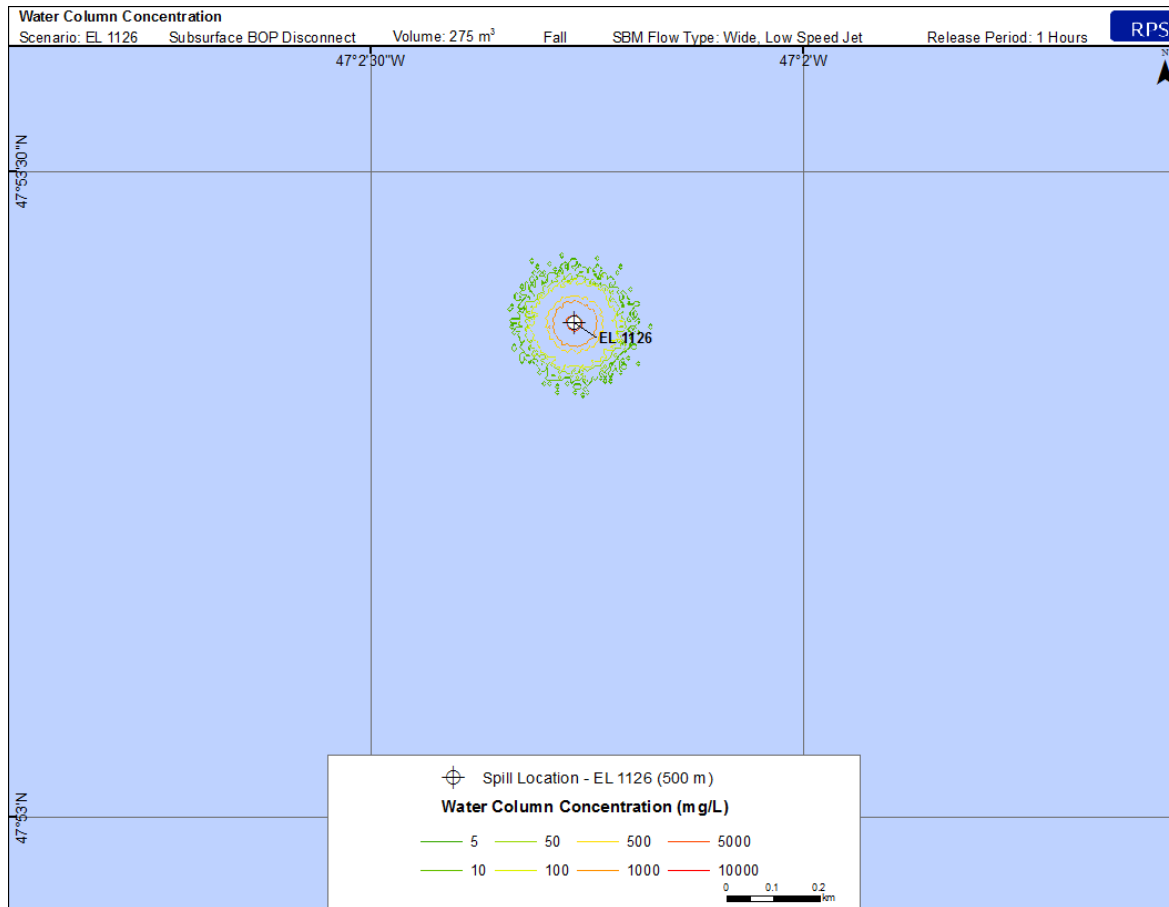 Water Column Concentration
Scenario: EL 1126 Subsurface BOP Disconnect Volume: 275 m³ Fall SBM Flow Type: Wide, Low Speed Jet Release Period: 1 Hours
RPS
N
47°2'30"W 47°2'W
47°53'30"N
EL 1126
47°53'N
Spill Location - EL 1126 (500 m)
Water Column Concentration (mg/L)
5 50 500 5000
10 100 1000 10000
0 0.1 0.2
km